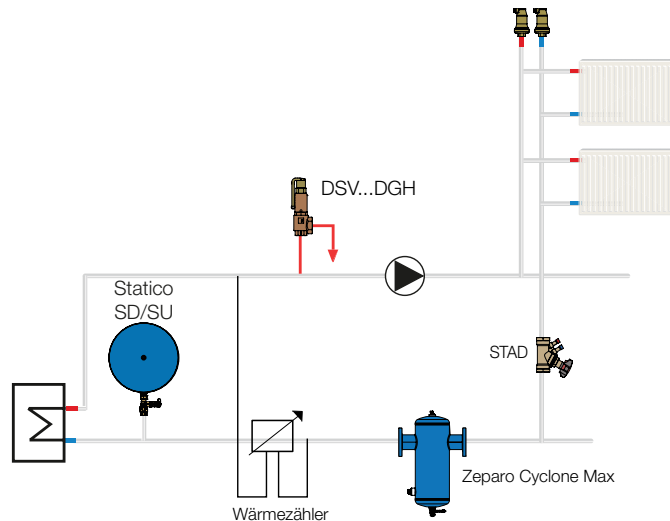 DSV...DGH
Statico
SD/SU
STAD
Zeparo Cyclone Max
Wärmezähler